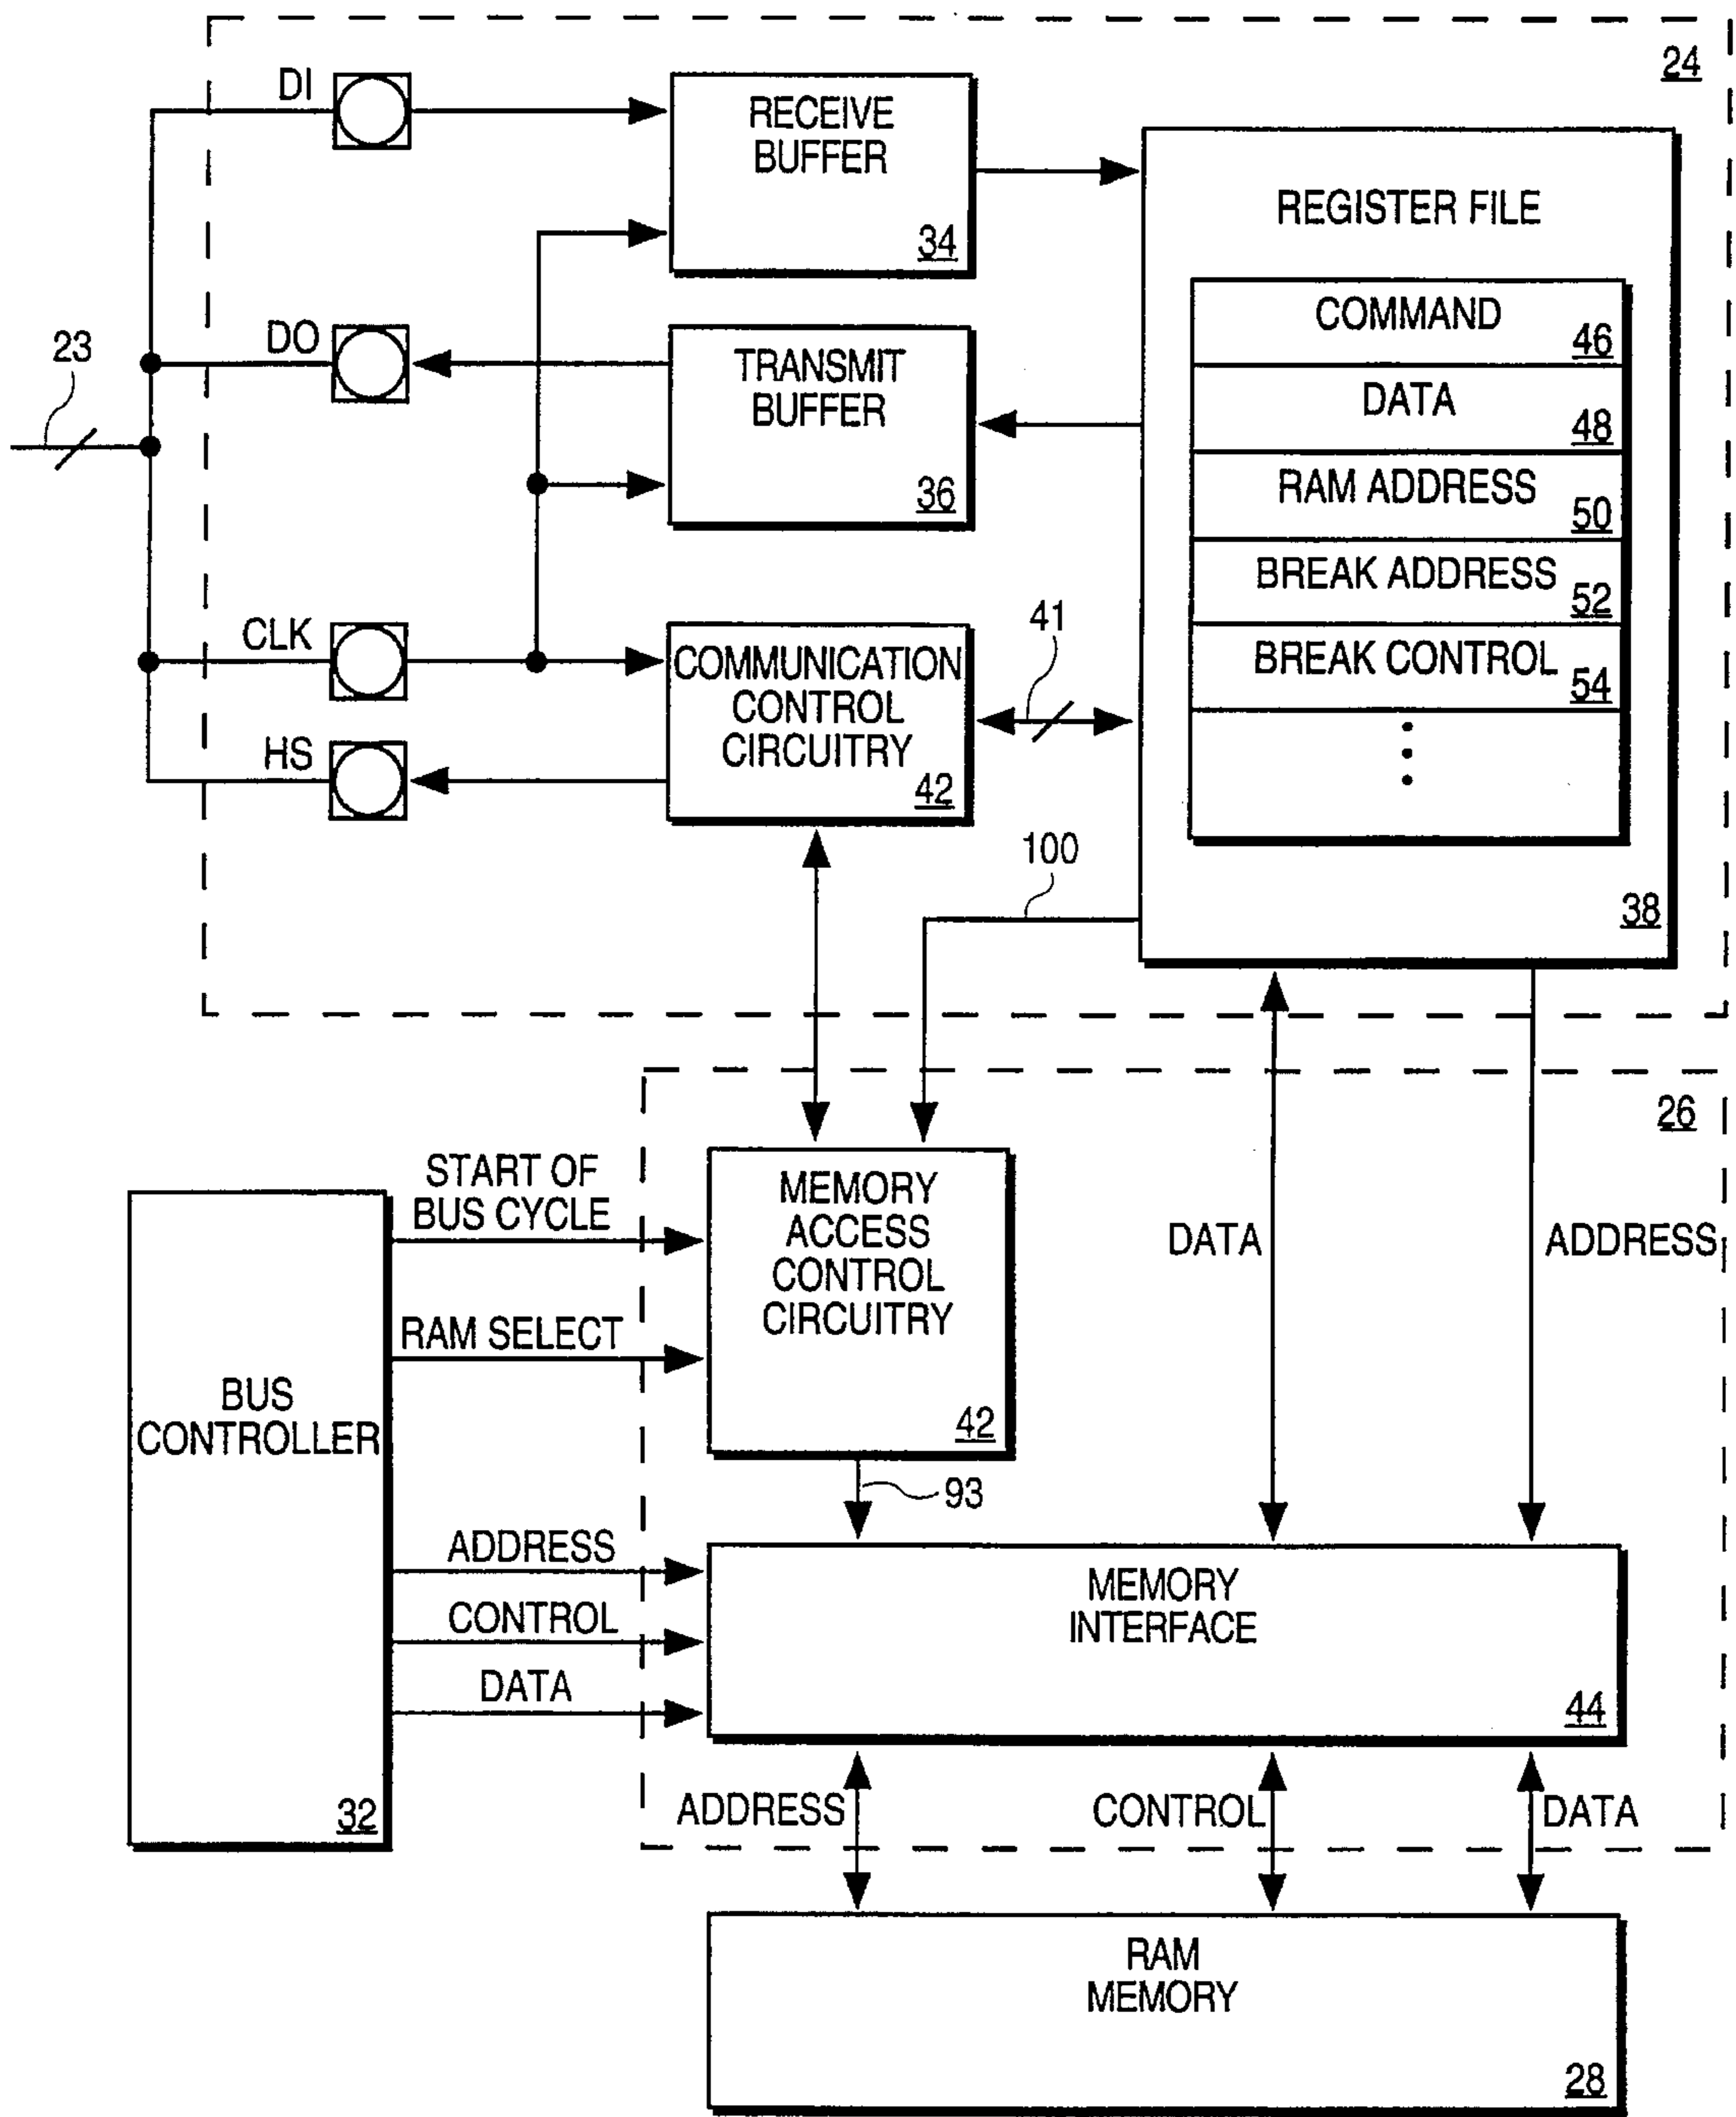 24
DI
RECEIVE
BUFFER
34
REGISTER FILE
COMMAND
46
DATA
48
RAM ADDRESS
50
BREAK ADDRESS
52
BREAK CONTROL
54
38
23
DO
TRANSMIT
BUFFER
36
CLK
COMMUNICATION
CONTROL
CIRCUITRY
42
41
HS
100
26
START OF
BUS CYCLE
RAM SELECT
MEMORY
ACCESS
CONTROL
CIRCUITRY
42
DATA
ADDRESS
BUS
CONTROLLER
32
93
ADDRESS
CONTROL
DATA
MEMORY
INTERFACE
44
ADDRESS
CONTROL
DATA
RAM
MEMORY
28